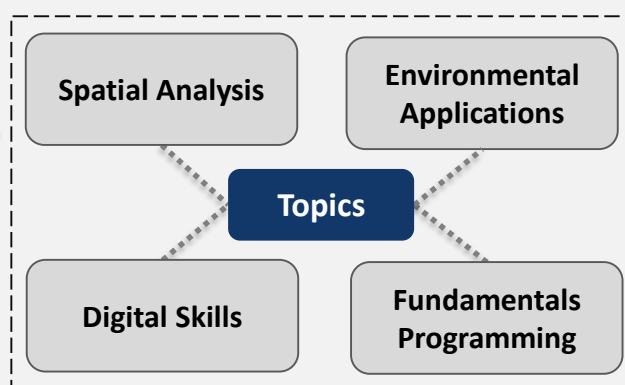 Spatial Analysis
Environmental
Applications
Topics
Digital Skills
Fundamentals
Programming